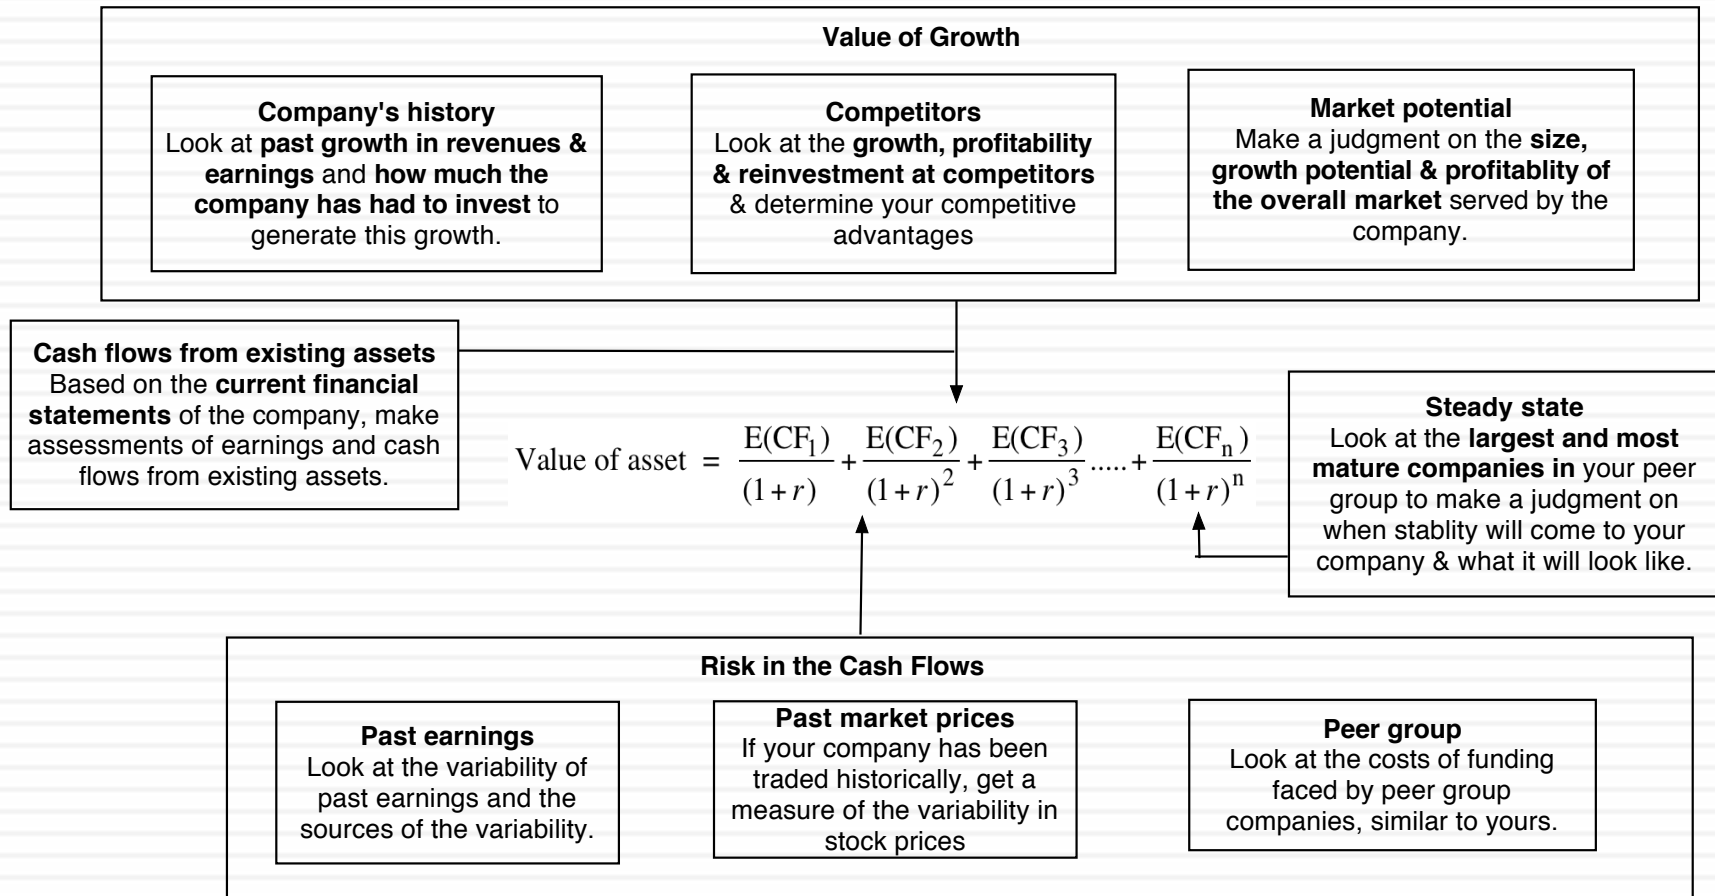 Value of Growth
Company's history
Look at past growth in revenues &
earnings and how much the
company has had to invest to
generate this growth.
Competitors
Look at the growth, profitability
& reinvestment at competitors
& determine your competitive
advantages
Market potential
Make a judgment on the size,
growth potential & profitablity of
the overall market served by the
company.
Cash flows from existing assets
Based on the current financial
statements of the company, make
assessments of earnings and cash
flows from existing assets.
Value of asset = E(CF₁)/(1+r) + E(CF₂)/(1+r)² + E(CF₃)/(1+r)³ ..... + E(CFₙ)/(1+r)ⁿ
Steady state
Look at the largest and most
mature companies in your peer
group to make a judgment on
when stablity will come to your
company & what it will look like.
Risk in the Cash Flows
Past earnings
Look at the variability of
past earnings and the
sources of the variability.
Past market prices
If your company has been
traded historically, get a
measure of the variability in
stock prices
Peer group
Look at the costs of funding
faced by peer group
companies, similar to yours.